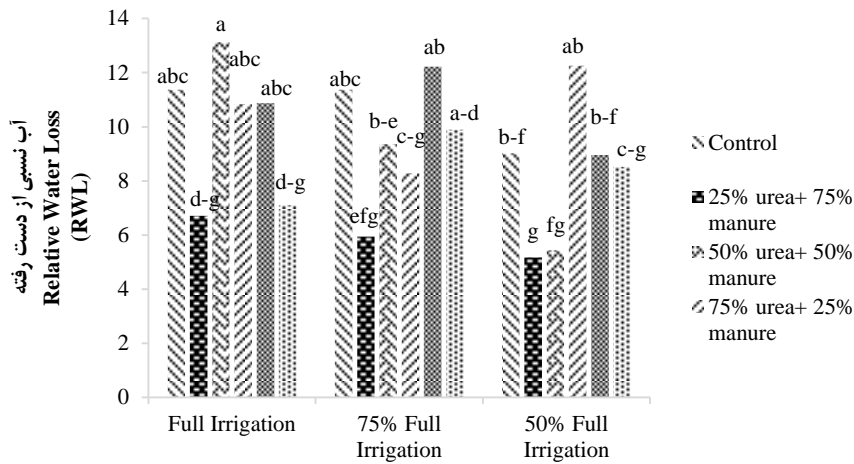 14
12
10
8
6
4
2
0
آب نسبی از دست رفته
Relative Water Loss
(RWL)
abc
d-g
a
abc
abc
d-g
abc
efg
b-e
c-g
ab
a-d
b-f
g
fg
ab
b-f
c-g
Full Irrigation
75% Full
Irrigation
50% Full
Irrigation
Control
25% urea+ 75%
manure
50% urea+ 50%
manure
75% urea+ 25%
manure